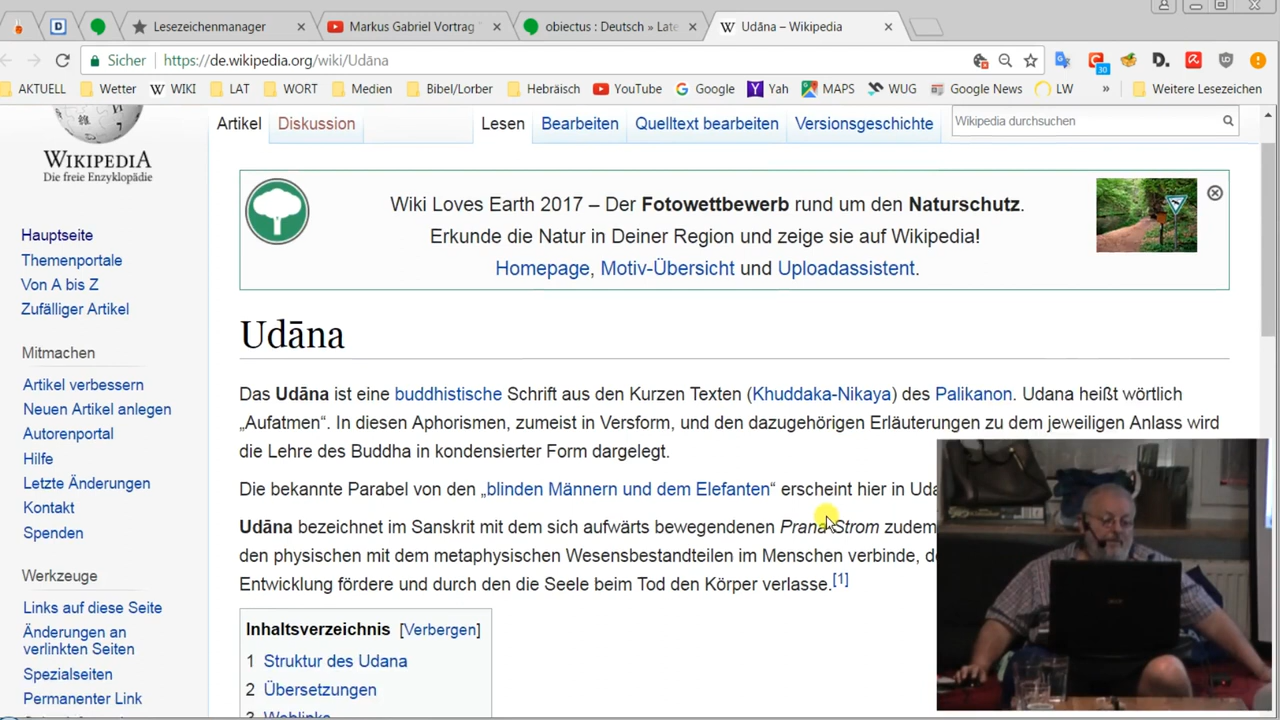 Lesezeichenmanager
Markus Gabriel Vortrag
obiectus : Deutsch » Late
Udāna – Wikipedia
Sicher
https://de.wikipedia.org/wiki/Udāna
30
D.
AKTUELL
Wetter
W WIKI
LAT
WORT
Medien
Bibel/Lorber
Hebräisch
YouTube
Google
Yah
MAPS
WUG
Google News
LW
»
Weitere Lesezeichen
WIKIPEDIA
Die freie Enzyklopädie
Artikel
Diskussion
Lesen
Bearbeiten
Quelltext bearbeiten
Versionsgeschichte
Wikipedia durchsuchen
Wiki Loves Earth 2017 – Der Fotowettbewerb rund um den Naturschutz.
Erkunde die Natur in Deiner Region und zeige sie auf Wikipedia!
Homepage, Motiv-Übersicht und Uploadassistent.
Hauptseite
Themenportale
Von A bis Z
Zufälliger Artikel
Mitmachen
Artikel verbessern
Neuen Artikel anlegen
Autorenportal
Hilfe
Letzte Änderungen
Kontakt
Spenden
Werkzeuge
Links auf diese Seite
Änderungen an
verlinkten Seiten
Spezialseiten
Permanenter Link
Udāna
Das Udāna ist eine buddhistische Schrift aus den Kurzen Texten (Khuddaka-Nikaya) des Palikanon. Udana heißt wörtlich
„Aufatmen“. In diesen Aphorismen, zumeist in Versform, und den dazugehörigen Erläuterungen zu dem jeweiligen Anlass wird
die Lehre des Buddha in kondensierter Form dargelegt.
Die bekannte Parabel von den „blinden Männern und dem Elefanten“ erscheint hier in Uda
Udāna bezeichnet im Sanskrit mit dem sich aufwärts bewegendenen Prana-Strom zudem
den physischen mit dem metaphysischen Wesensbestandteilen im Menschen verbinde, de
Entwicklung fördere und durch den die Seele beim Tod den Körper verlasse.[1]
Inhaltsverzeichnis [Verbergen]
1 Struktur des Udana
2 Übersetzungen
3 Weblinks